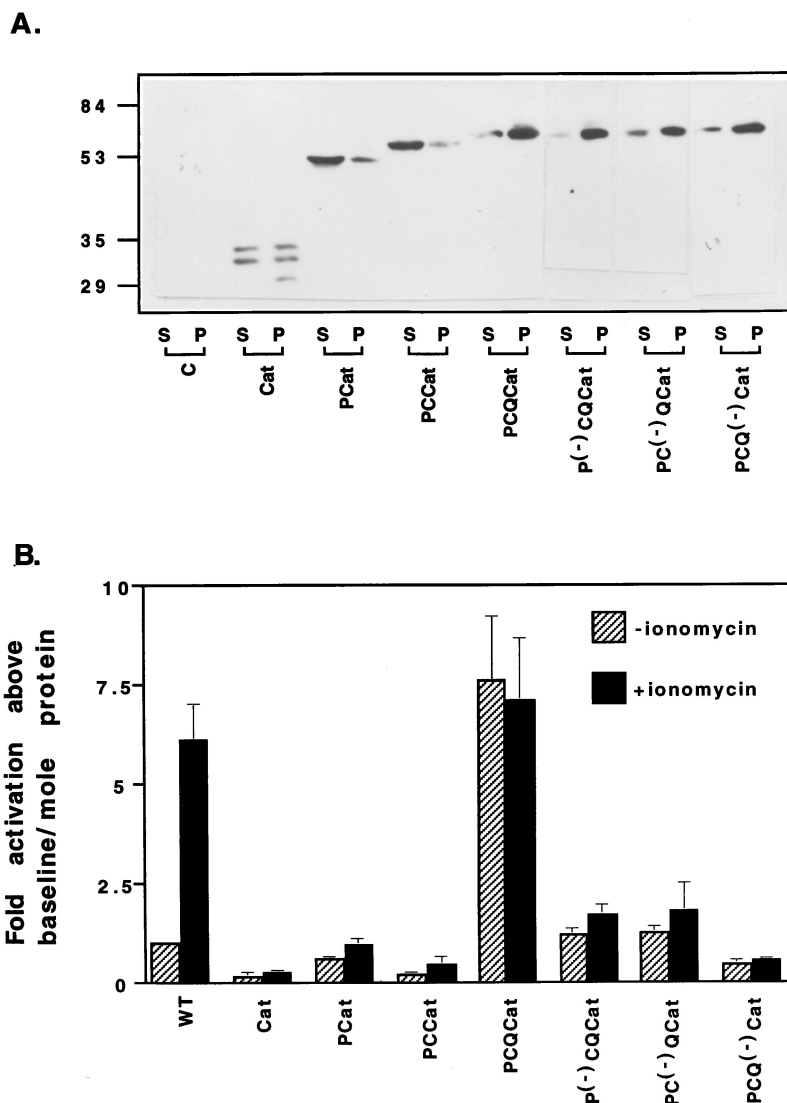 A.
84
53
35
29
S P S P S P S P S P S P S P S P
C Cat PCat PCCat PCQCat P(-)CQCat PC(-)QCat PCQ(-)Cat
B.
Fold activation above
baseline/mole protein
10
7.5
5
2.5
0
-ionomycin
+ionomycin
WT Cat PCat PCCat PCQCat P(-)CQCat PC(-)QCat PCQ(-)Cat